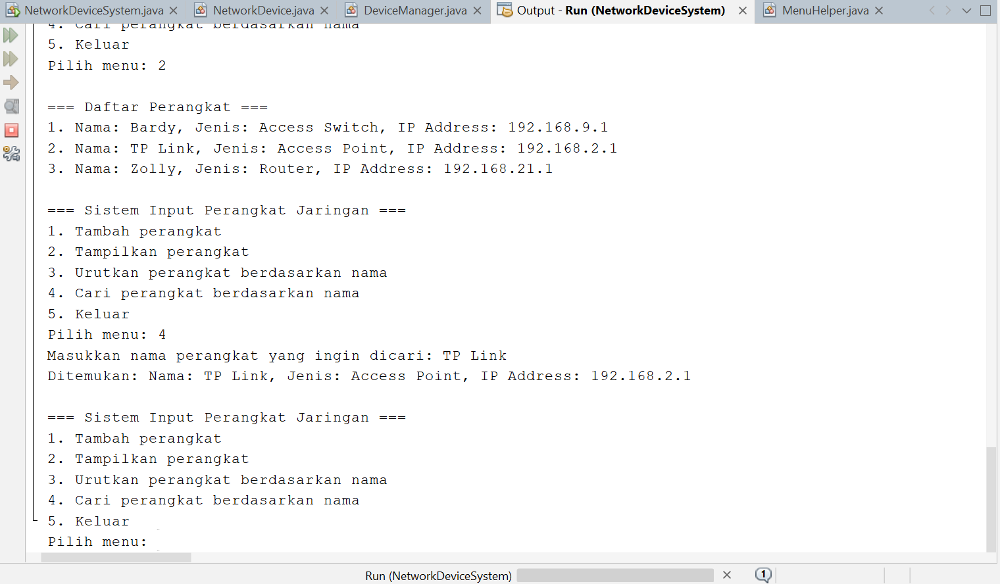 NetworkDeviceSystem.java NetworkDevice.java DeviceManager.java Output - Run (NetworkDeviceSystem) MenuHelper.java
4. Cari perangkat berdasarkan nama
5. Keluar
Pilih menu: 2
=== Daftar Perangkat ===
1. Nama: Bardy, Jenis: Access Switch, IP Address: 192.168.9.1
2. Nama: TP Link, Jenis: Access Point, IP Address: 192.168.2.1
3. Nama: Zolly, Jenis: Router, IP Address: 192.168.21.1
=== Sistem Input Perangkat Jaringan ===
1. Tambah perangkat
2. Tampilkan perangkat
3. Urutkan perangkat berdasarkan nama
4. Cari perangkat berdasarkan nama
5. Keluar
Pilih menu: 4
Masukkan nama perangkat yang ingin dicari: TP Link
Ditemukan: Nama: TP Link, Jenis: Access Point, IP Address: 192.168.2.1
=== Sistem Input Perangkat Jaringan ===
1. Tambah perangkat
2. Tampilkan perangkat
3. Urutkan perangkat berdasarkan nama
4. Cari perangkat berdasarkan nama
5. Keluar
Pilih menu:
Run (NetworkDeviceSystem) 1